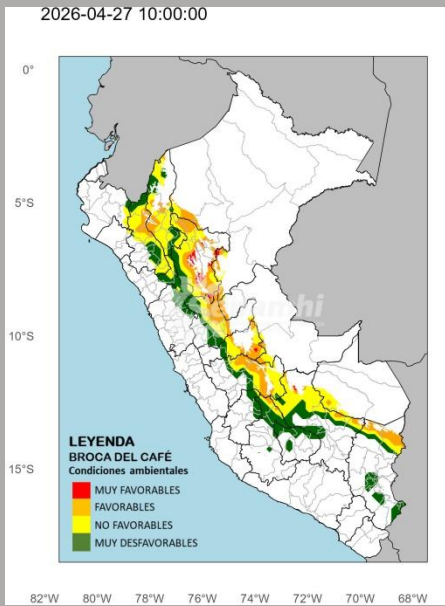 2026-04-27 10:00:00
0°
5°S
10°S
15°S
senamhi
LEYENDA
BROCA DEL CAFÉ
Condiciones ambientales
MUY FAVORABLES
FAVORABLES
NO FAVORABLES
MUY DESFAVORABLES
82°W 80°W 78°W 76°W 74°W 72°W 70°W 68°W